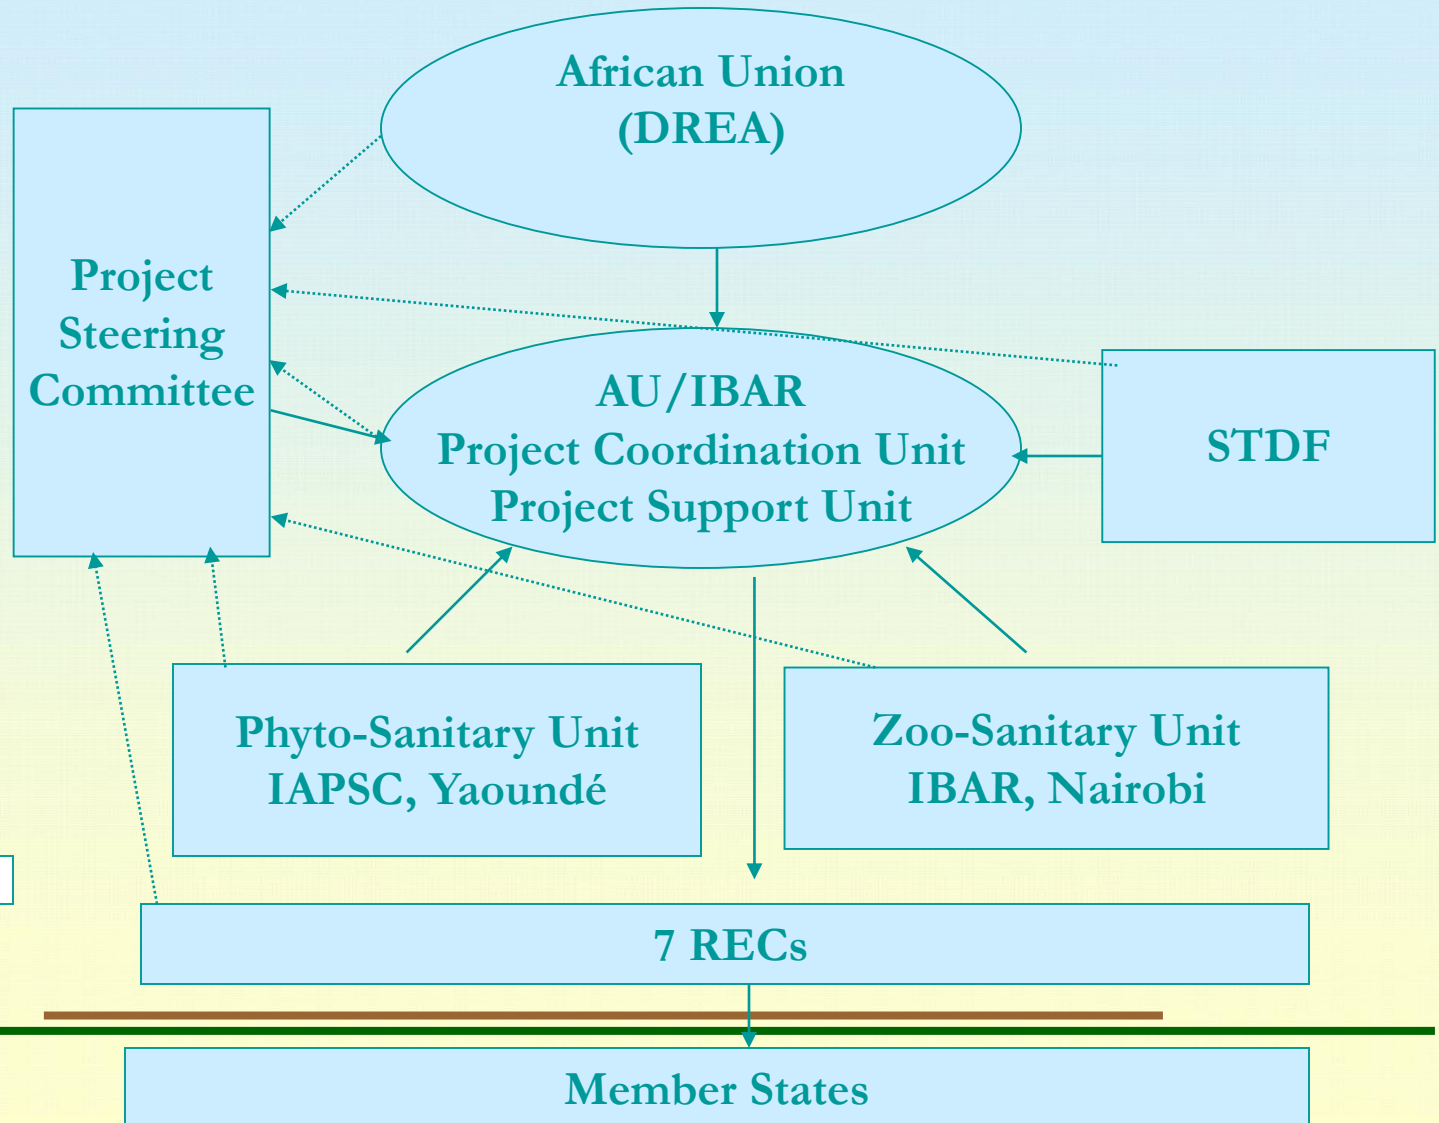 African Union
(DREA)
Project
Steering
Committee
AU/IBAR
Project Coordination Unit
Project Support Unit
STDF
Phyto-Sanitary Unit
IAPSC, Yaoundé
Zoo-Sanitary Unit
IBAR, Nairobi
7 RECs
Member States